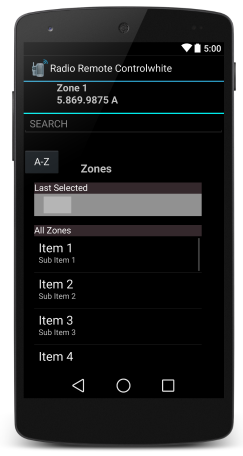 5:00
Radio Remote Controlwhite
Zone 1
5.869.9875 A
SEARCH
A-Z
Zones
Last Selected
All Zones
Item 1
Sub Item 1
Item 2
Sub Item 2
Item 3
Sub Item 3
Item 4